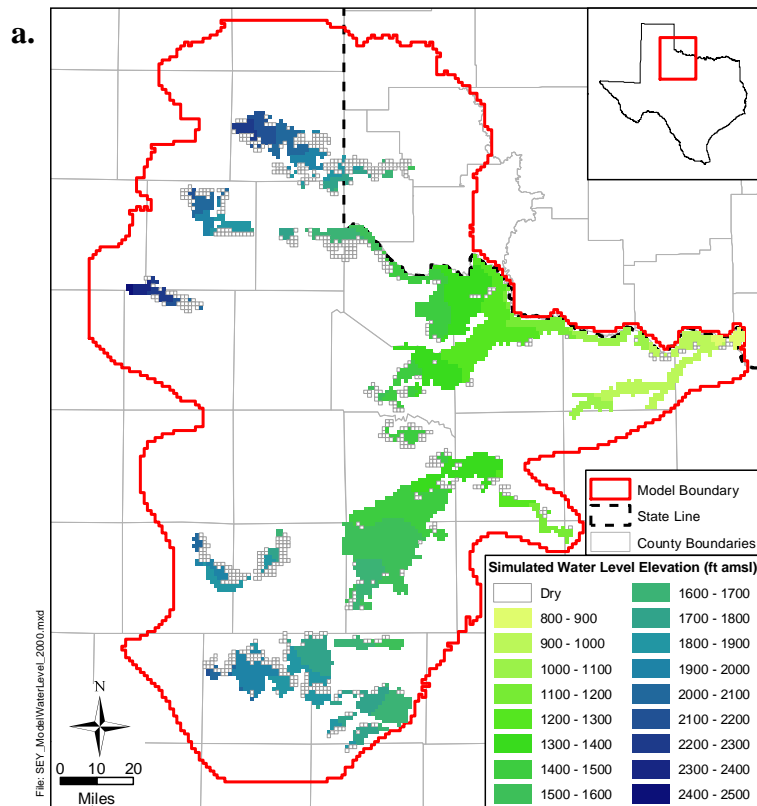 a.
Model Boundary
State Line
County Boundaries
Simulated Water Level Elevation (ft amsl)
Dry
800 - 900
900 - 1000
1000 - 1100
1100 - 1200
1200 - 1300
1300 - 1400
1400 - 1500
1500 - 1600
1600 - 1700
1700 - 1800
1800 - 1900
1900 - 2000
2000 - 2100
2100 - 2200
2200 - 2300
2300 - 2400
2400 - 2500
File: SEY_ModelWaterLevel_2000.mxd
N
0 10 20
Miles